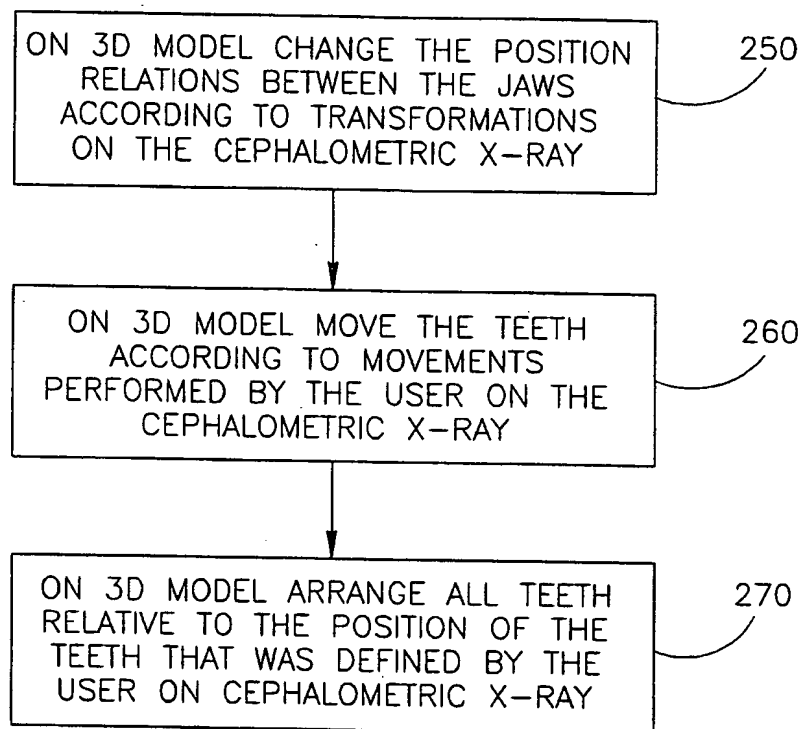 ON 3D MODEL CHANGE THE POSITION
RELATIONS BETWEEN THE JAWS
ACCORDING TO TRANSFORMATIONS
ON THE CEPHALOMETRIC X-RAY
250
ON 3D MODEL MOVE THE TEETH
ACCORDING TO MOVEMENTS
PERFORMED BY THE USER ON THE
CEPHALOMETRIC X-RAY
260
ON 3D MODEL ARRANGE ALL TEETH
RELATIVE TO THE POSITION OF THE
TEETH THAT WAS DEFINED BY THE
USER ON CEPHALOMETRIC X-RAY
270